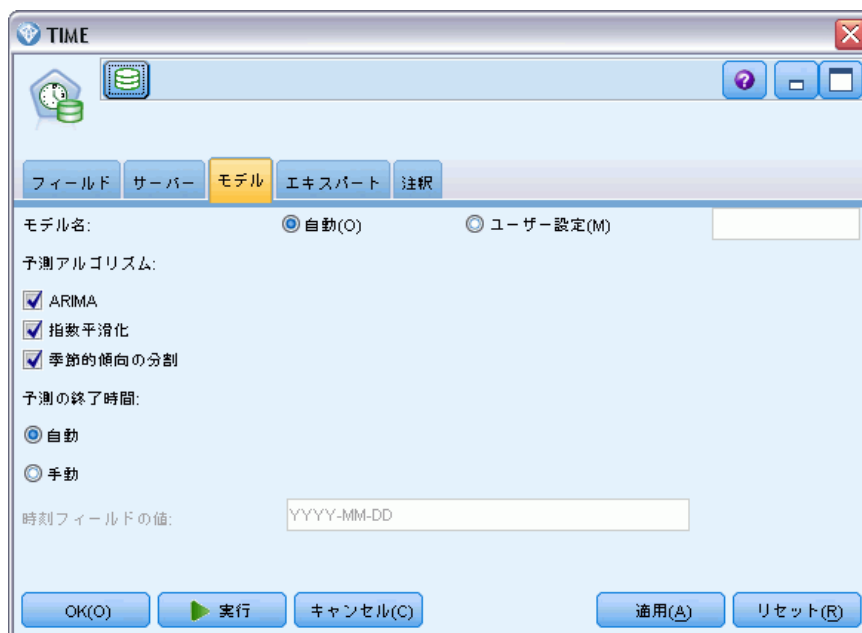 TIME
フィールド サーバー モデル エキスパート 注釈
モデル名: 自動(O) ユーザー設定(M)
予測アルゴリズム:
ARIMA
指数平滑化
季節的傾向の分割
予測の終了時間:
自動
手動
時刻フィールドの値: YYYY-MM-DD
OK(O) 実行 キャンセル(C) 適用(A) リセット(R)